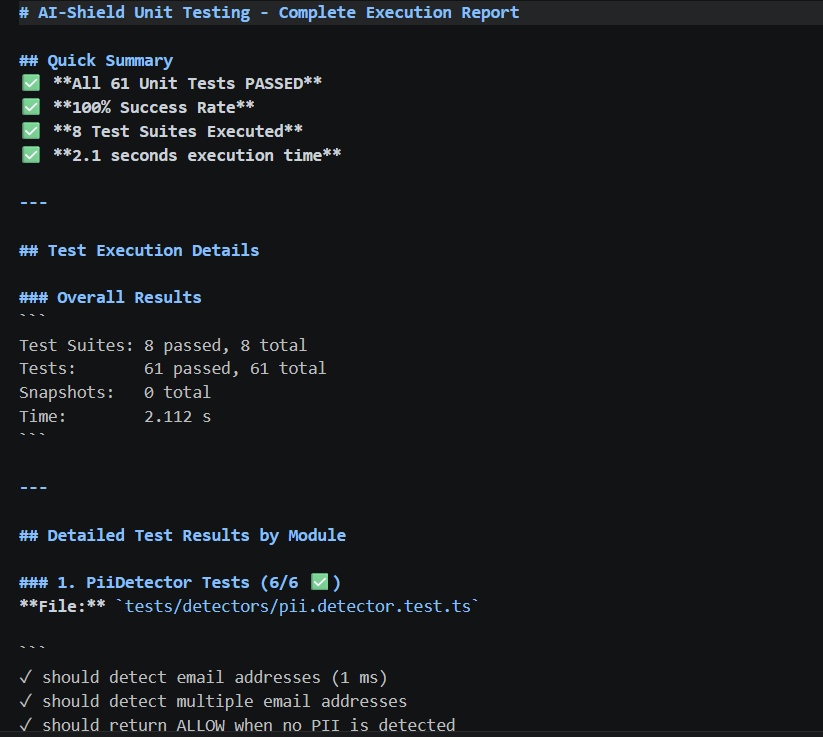 # AI-Shield Unit Testing - Complete Execution Report
## Quick Summary
✅ **All 61 Unit Tests PASSED**
✅ **100% Success Rate**
✅ **8 Test Suites Executed**
✅ **2.1 seconds execution time**
---
## Test Execution Details
### Overall Results
```
Test Suites: 8 passed, 8 total
Tests:       61 passed, 61 total
Snapshots:   0 total
Time:        2.112 s
```
---
## Detailed Test Results by Module
### 1. PiiDetector Tests (6/6 ✅)
**File:** `tests/detectors/pii.detector.test.ts`
```
✓ should detect email addresses (1 ms)
✓ should detect multiple email addresses
✓ should return ALLOW when no PII is detected